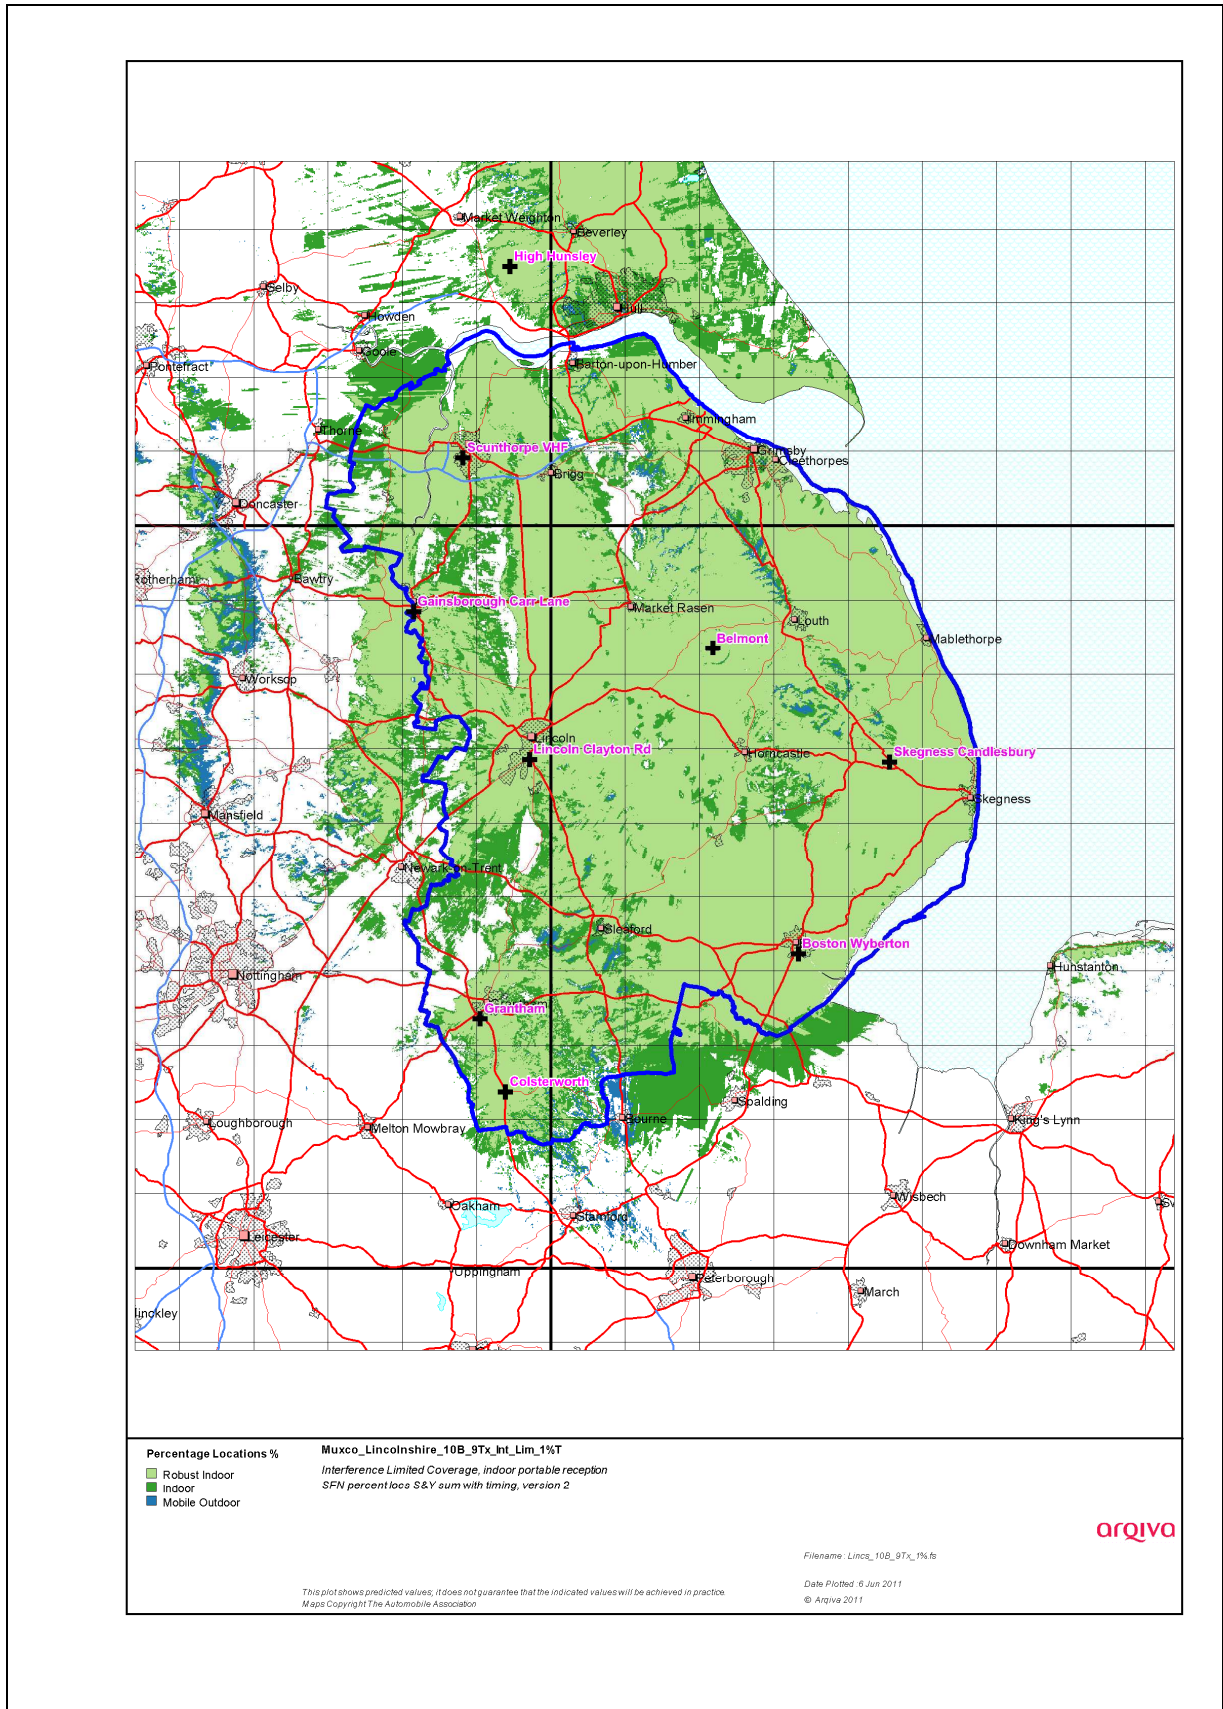 Market Weighton
Beverley
High Hunsley
Selby
Hull
Howden
Goole
Pontefract
Barton-upon-Humber
Immingham
Thorne
Scunthorpe VHF
Grimsby
Cleethorpes
Brigg
Doncaster
Rotherham
Bawtry
Gainsborough Carr Lane
Market Rasen
Louth
Belmont
Mablethorpe
Worksop
Lincoln
Lincoln Clayton Rd
Horncastle
Skegness Candlesbury
Skegness
Mansfield
Newark-on-Trent
Sleaford
Boston Wyberton
Nottingham
Hunstanton
Grantham
Grantham
Colsterworth
Spalding
Loughborough
Melton Mowbray
Bourne
King's Lynn
Wisbech
Oakham
Sw
Stamford
Leicester
Downham Market
Uppingham
Peterborough
March
inckley
Percentage Locations %
Robust Indoor
Indoor
Mobile Outdoor
Muxco_Lincolnshire_10B_9Tx_Int_Lim_1%T
Interference Limited Coverage, indoor portable reception
SFN percent locs S&Y sum with timing, version 2
arqiva
Filename : Lincs_10B_9Tx_1%.fs
Date Plotted :6 Jun 2011
© Arqiva 2011
This plot shows predicted values; it does not guarantee that the indicated values will be achieved in practice.
Maps Copyright The Automobile Association